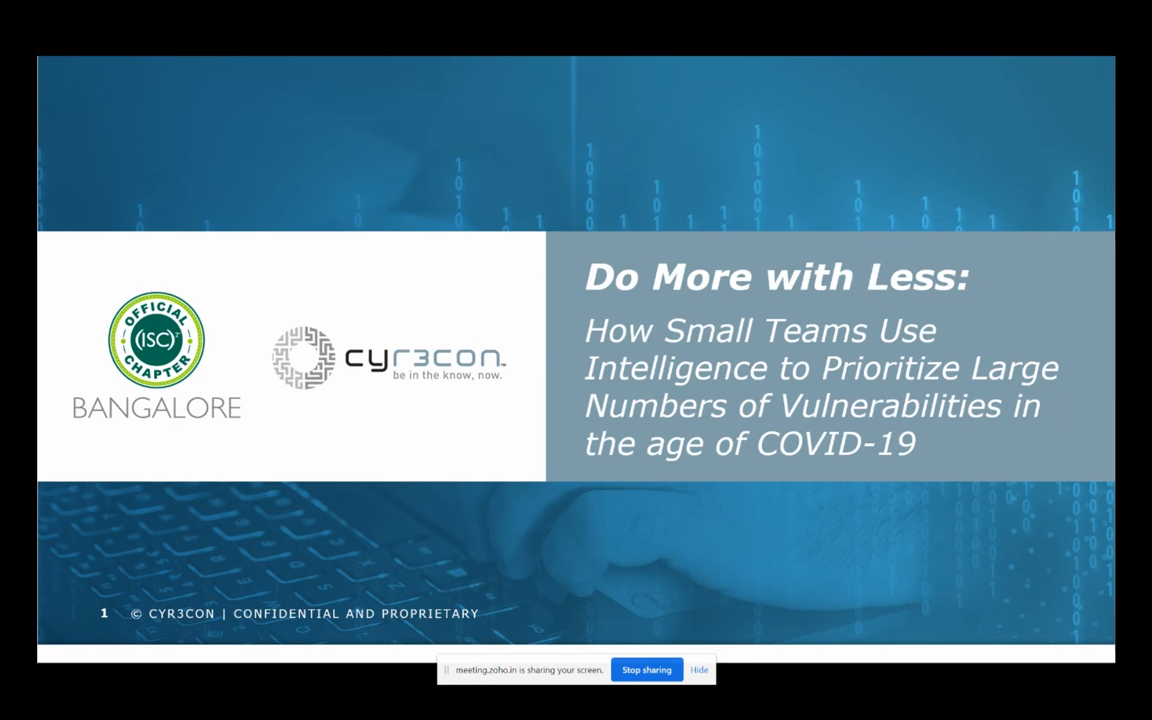 OFFICIAL
(ISC)²
CHAPTER
BANGALORE
cyr3con™
be in the know, now.
Do More with Less:
How Small Teams Use
Intelligence to Prioritize Large
Numbers of Vulnerabilities in
the age of COVID-19
1 © CYR3CON | CONFIDENTIAL AND PROPRIETARY
meeting.zoho.in is sharing your screen. Stop sharing Hide